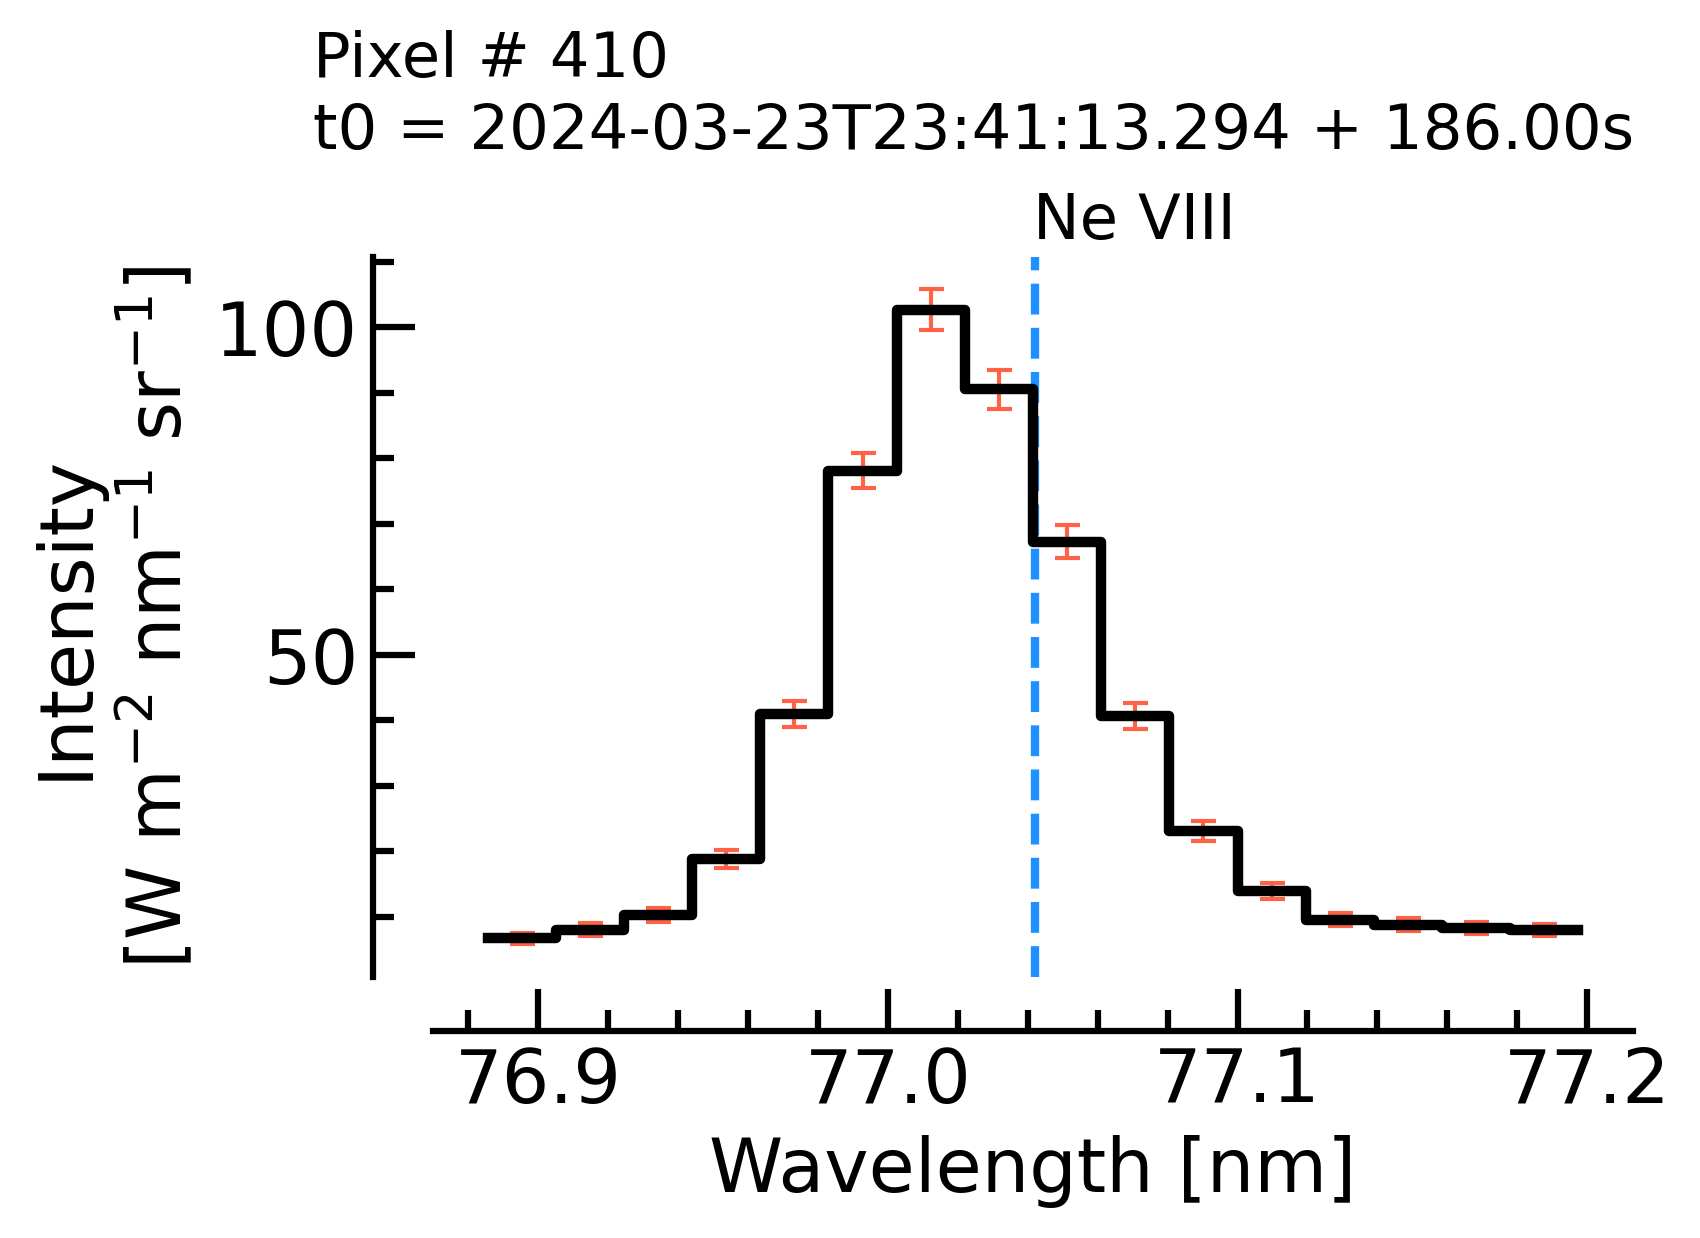 Pixel # 410
t0 = 2024-03-23T23:41:13.294 + 186.00s
Ne VIII
Intensity
[W m⁻² nm⁻¹ sr⁻¹]
100
50
76.9 77.0 77.1 77.2
Wavelength [nm]